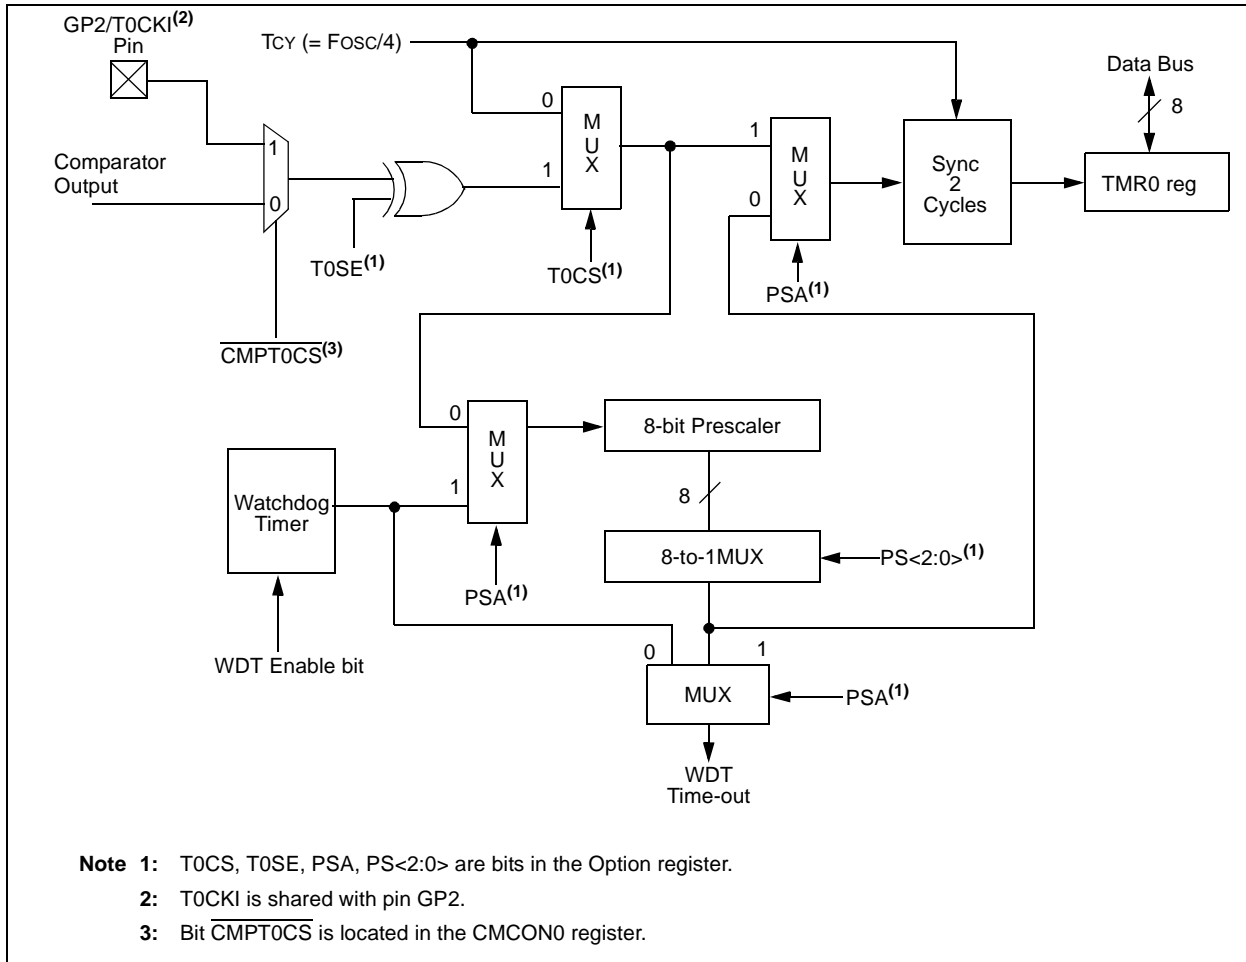 GP2/T0CKI(2)
Pin
TCY (= FOSC/4)
Data Bus
8
0
M
U
X
1
1
M
U
X
0
Sync
2
Cycles
TMR0 reg
Comparator
Output
1
0
T0SE(1)
T0CS(1)
PSA(1)
CMPT0CS(3)
0
M
U
X
1
8-bit Prescaler
Watchdog
Timer
8
8-to-1MUX
PS<2:0>(1)
PSA(1)
WDT Enable bit
0
1
MUX
PSA(1)
WDT
Time-out
Note 1: T0CS, T0SE, PSA, PS<2:0> are bits in the Option register.
2: T0CKI is shared with pin GP2.
3: Bit CMPT0CS is located in the CMCON0 register.